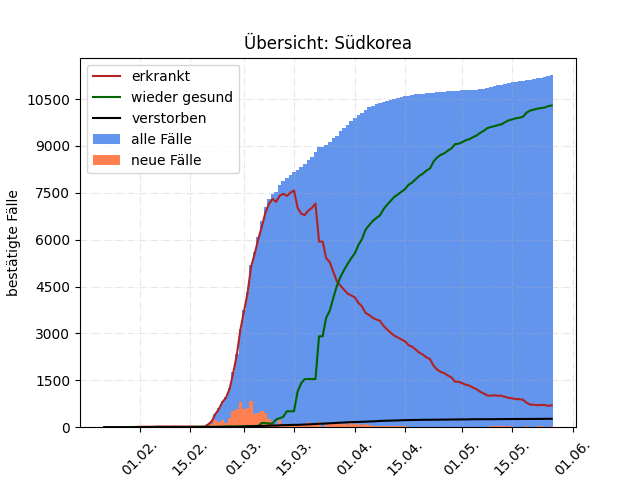 Übersicht: Südkorea
bestätigte Fälle
10500
9000
7500
6000
4500
3000
1500
0
erkrankt
wieder gesund
verstorben
alle Fälle
neue Fälle
01.02.
15.02.
01.03.
15.03.
01.04.
15.04.
01.05.
15.05.
01.06.